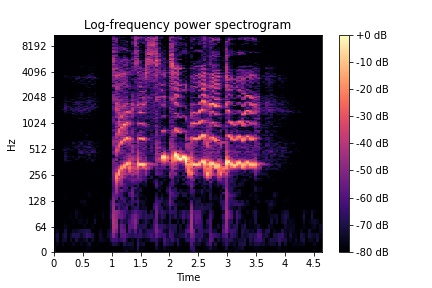 Log-frequency power spectrogram
8192
4096
2048
1024
512
256
128
64
0
Hz
0 0.5 1 1.5 2 2.5 3 3.5 4 4.5
Time
+0 dB
-10 dB
-20 dB
-30 dB
-40 dB
-50 dB
-60 dB
-70 dB
-80 dB